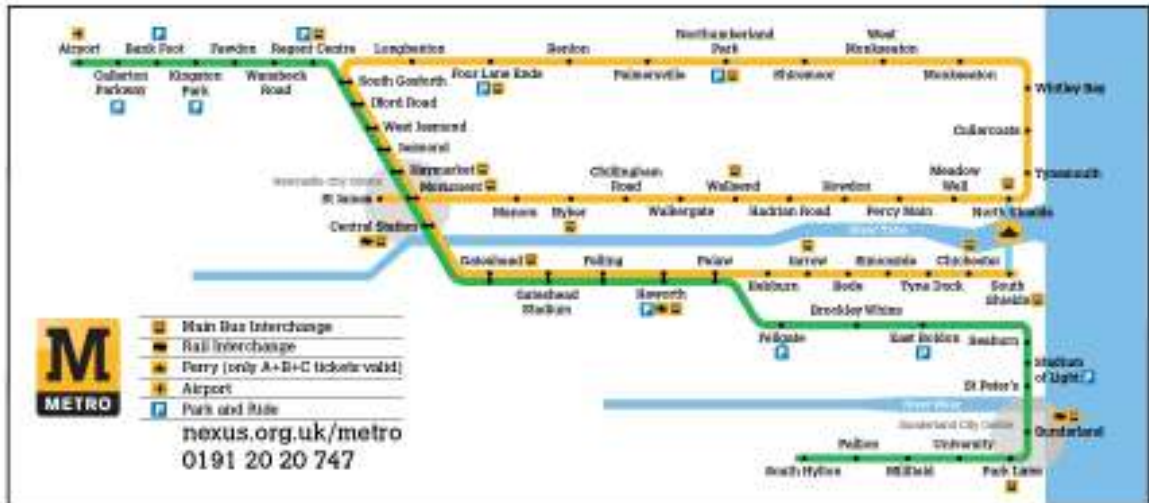 Airport
Bank Foot
Fawdon
Regent Centre
Callerton
Parkway
Kingston
Park
Wansbeck
Road
Longbenton
Four Lane Ends
Benton
Palmersville
Northumberland
Park
Shiremoor
West
Monkseaton
Monkseaton
South Gosforth
Ilford Road
West Jesmond
Jesmond
Haymarket
Monument
Whitley Bay
Cullercoats
Tynemouth
Newcastle City Centre
St James
Central Station
Manors
Byker
Chillingham
Road
Walkergate
Wallsend
Hadrian Road
Howdon
Percy Main
Meadow
Well
North Shields
River Tyne
Gateshead
Gateshead
Stadium
Felling
Heworth
Pelaw
Hebburn
Jarrow
Bede
Simonside
Tyne Dock
Chichester
South
Shields
Fellgate
Brockley Whins
East Boldon
Seaburn
Stadium
of Light
St Peter's
Sunderland City Centre
Sunderland
South Hylton
Pallion
Millfield
University
Park Lane
M
METRO
Main Bus Interchange
Rail Interchange
Ferry (only A+B+C tickets valid)
Airport
P Park and Ride
nexus.org.uk/metro
0191 20 20 747